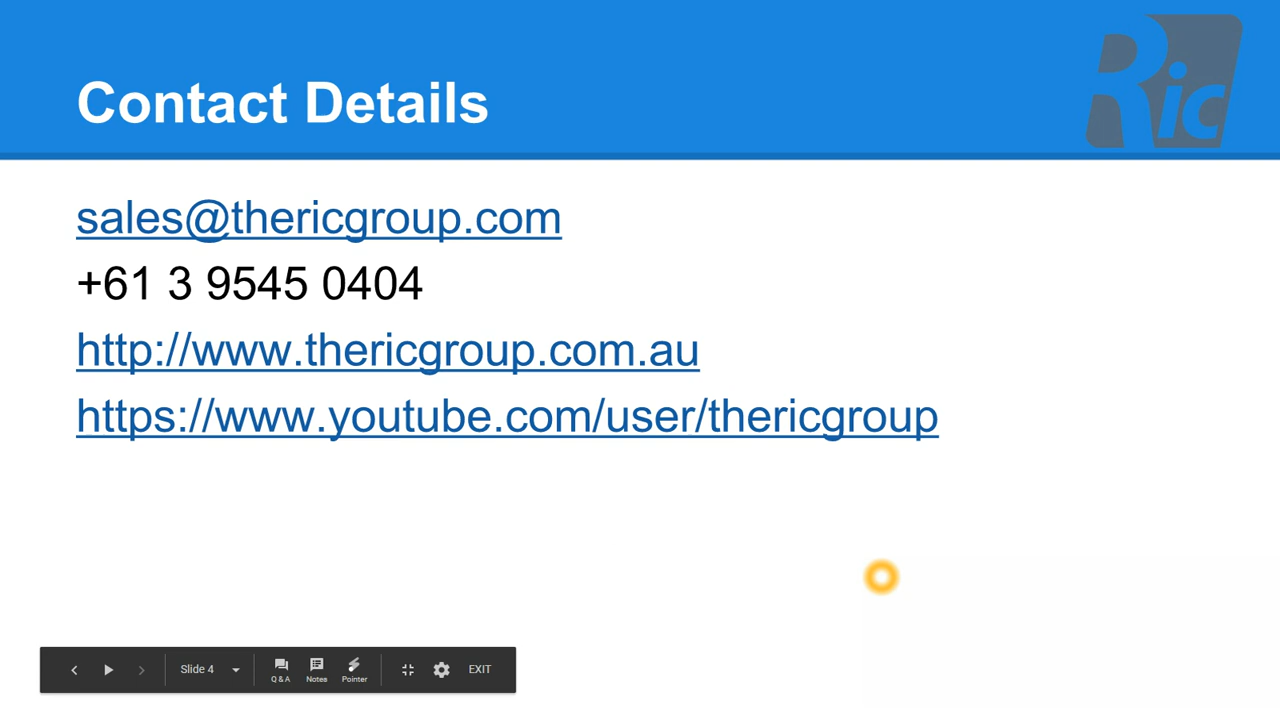 Ric
Contact Details
sales@thericgroup.com
+61 3 9545 0404
http://www.thericgroup.com.au
https://www.youtube.com/user/thericgroup
Slide 4
Q & A
Notes
Pointer
EXIT